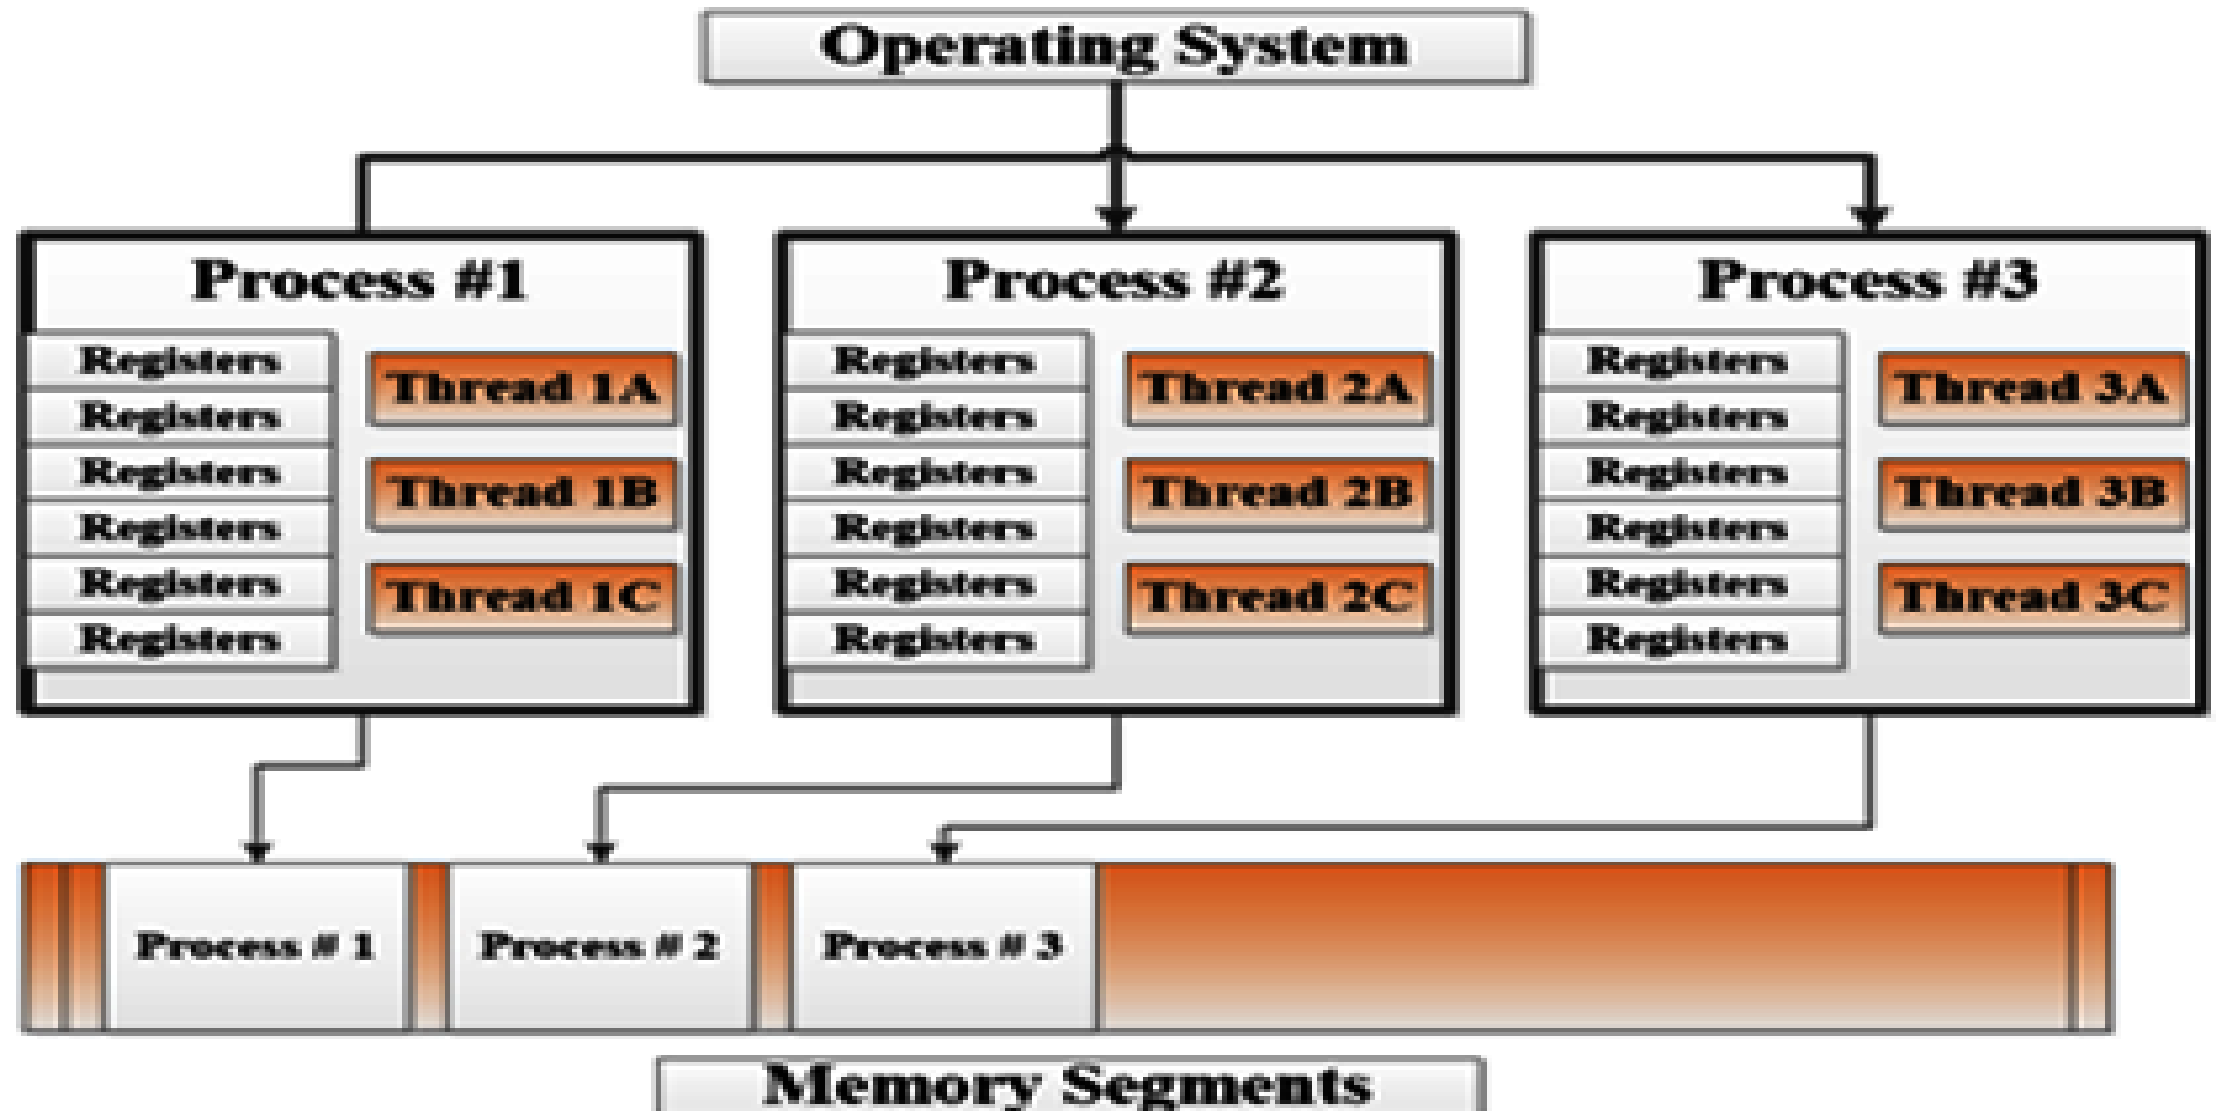 Operating System
Process #1
Registers
Registers
Registers
Registers
Registers
Registers
Thread 1A
Thread 1B
Thread 1C
Process #2
Registers
Registers
Registers
Registers
Registers
Registers
Thread 2A
Thread 2B
Thread 2C
Process #3
Registers
Registers
Registers
Registers
Registers
Registers
Thread 3A
Thread 3B
Thread 3C
Process # 1
Process # 2
Process # 3
Memory Segments